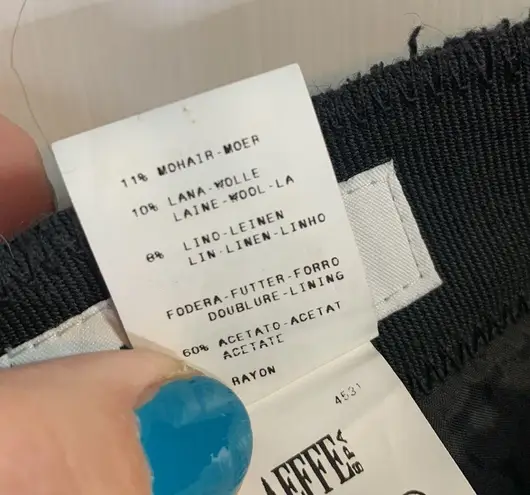 11% MOHAIR-MOER
10% LANA-WOLLE
LAINE-WOOL-LA
6% LINO-LEINEN
LIN-LINEN-LINHO
FODERA-FUTTER-FORRO
DOUBLURE-LINING
60% ACETATO-ACETAT
ACETATE
RAYON
4531
AEFFE SPA